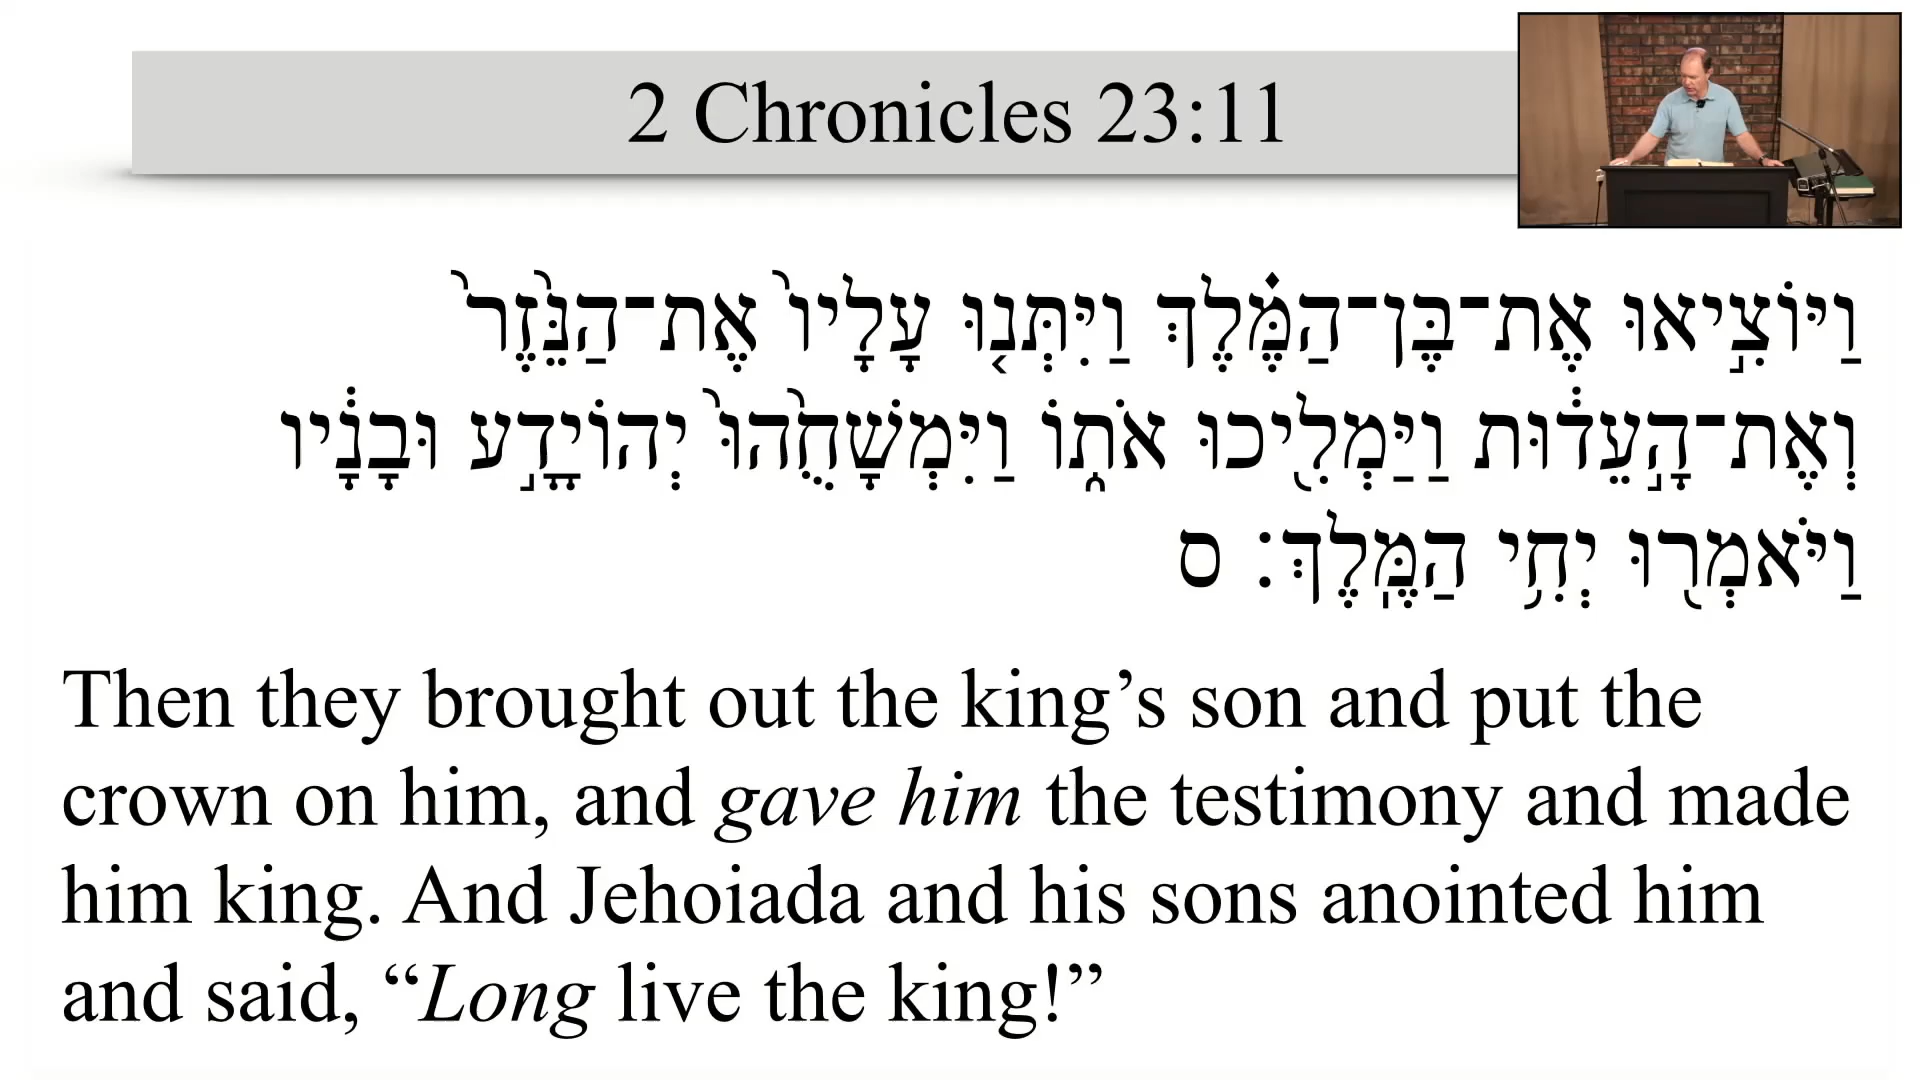 2 Chronicles 23:11
וַיּוֹצִ֣יאוּ אֶת־בֶּן־הַמֶּ֗לֶךְ וַיִּתְּנ֤וּ עָלָיו֙ אֶת־הַנֵּ֙זֶר֙
וְאֶת־הָ֣עֵד֔וּת וַיַּמְלִ֖יכוּ אֹת֑וֹ וַיִּמְשָׁחֻ֙הוּ֙ יְהוֹיָדָ֣ע וּבָנָ֔יו
וַיֹּאמְר֖וּ יְחִ֥י הַמֶּֽלֶךְ׃ ס
Then they brought out the king’s son and put the
crown on him, and gave him the testimony and made
him king. And Jehoiada and his sons anointed him
and said, “Long live the king!”